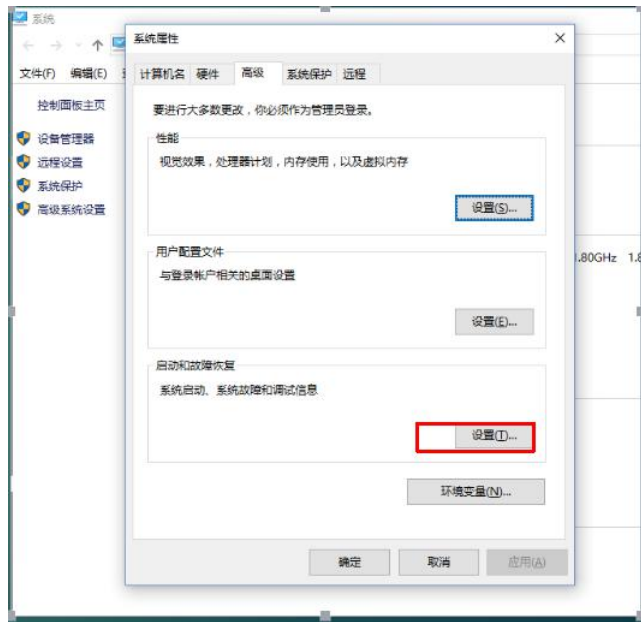 系统
系统属性
文件(F) 编辑(E)
计算机名 硬件 高级 系统保护 远程
控制面板主页
设备管理器
远程设置
系统保护
高级系统设置
要进行大多数更改，你必须作为管理员登录。
性能
视觉效果，处理器计划，内存使用，以及虚拟内存
设置(S)...
用户配置文件
与登录帐户相关的桌面设置
设置(E)...
启动和故障恢复
系统启动、系统故障和调试信息
设置(T)...
环境变量(N)...
确定 取消 应用(A)
.80GHz 1.8